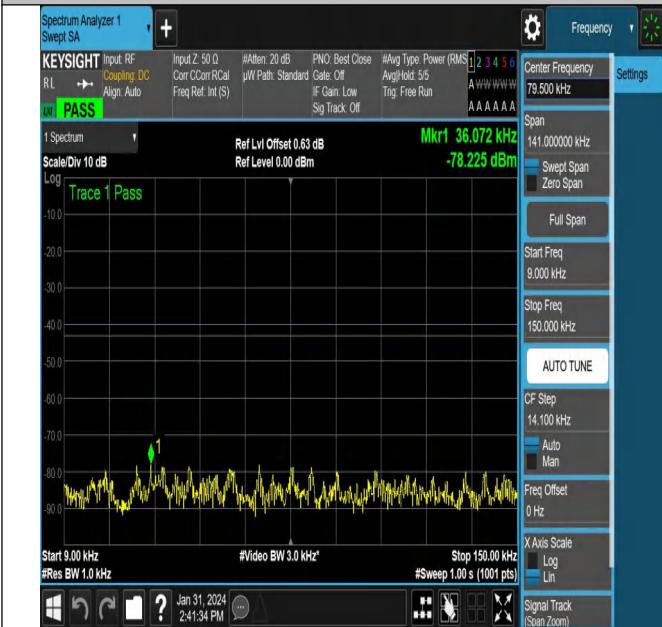 Spectrum Analyzer 1
Swept SA
Frequency
KEYSIGHT
RL
PASS
Input: RF
Coupling: DC
Align: Auto
Input Z: 50 Ω
Corr CCorr RCal
Freq Ref: Int (S)
#Atten: 20 dB
µW Path: Standard
PNO: Best Close
Gate: Off
IF Gain: Low
Sig Track: Off
#Avg Type: Power (RMS
Avg|Hold: 5/5
Trig: Free Run
1 2 3 4 5 6
A W W W W W
A A A A A A
1 Spectrum
Scale/Div 10 dB
Ref Lvl Offset 0.63 dB
Ref Level 0.00 dBm
Mkr1 36.072 kHz
-78.225 dBm
Log
Trace 1 Pass
-10.0
-20.0
-30.0
-40.0
-50.0
-60.0
-70.0
-80.0
-90.0
1
Start 9.00 kHz
#Res BW 1.0 kHz
#Video BW 3.0 kHz*
Stop 150.00 kHz
#Sweep 1.00 s (1001 pts)
Jan 31, 2024
2:41:34 PM
Settings
Center Frequency
79.500 kHz
Span
141.000000 kHz
Swept Span
Zero Span
Full Span
Start Freq
9.000 kHz
Stop Freq
150.000 kHz
AUTO TUNE
CF Step
14.100 kHz
Auto
Man
Freq Offset
0 Hz
X Axis Scale
Log
Lin
Signal Track
(Span Zoom)